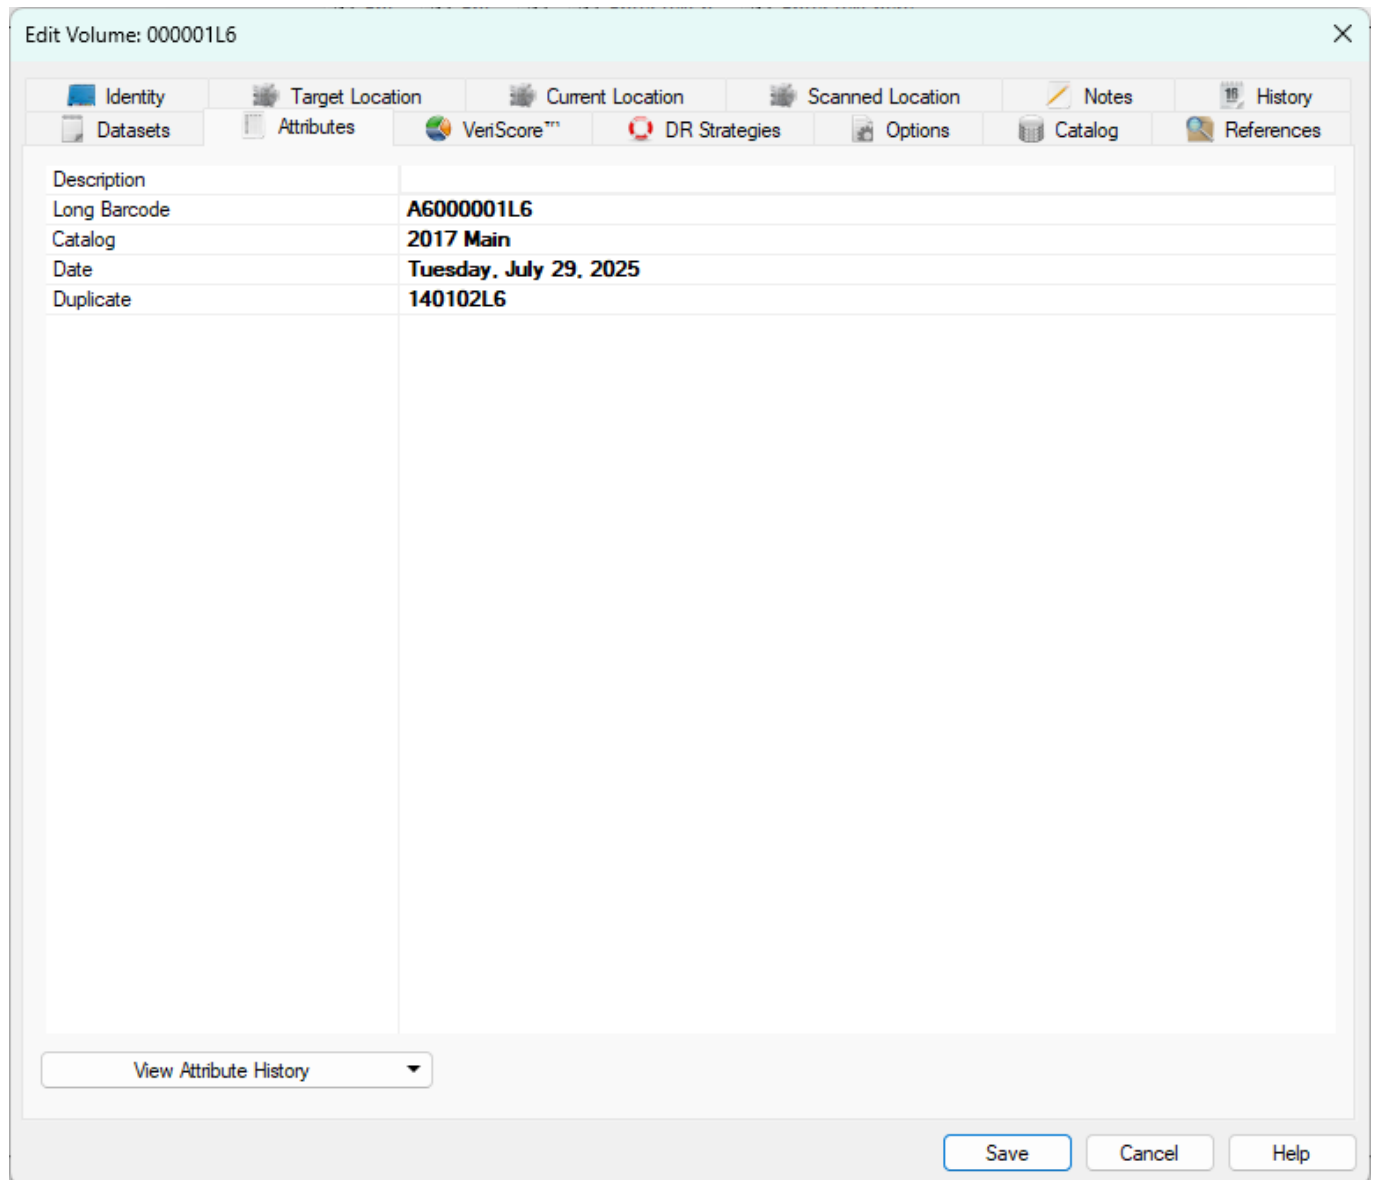 Edit Volume: 000001L6
Identity Target Location Current Location Scanned Location Notes History
Datasets Attributes VeriScore™ DR Strategies Options Catalog References
Description
Long Barcode A6000001L6
Catalog 2017 Main
Date Tuesday, July 29, 2025
Duplicate 140102L6
View Attribute History
Save Cancel Help